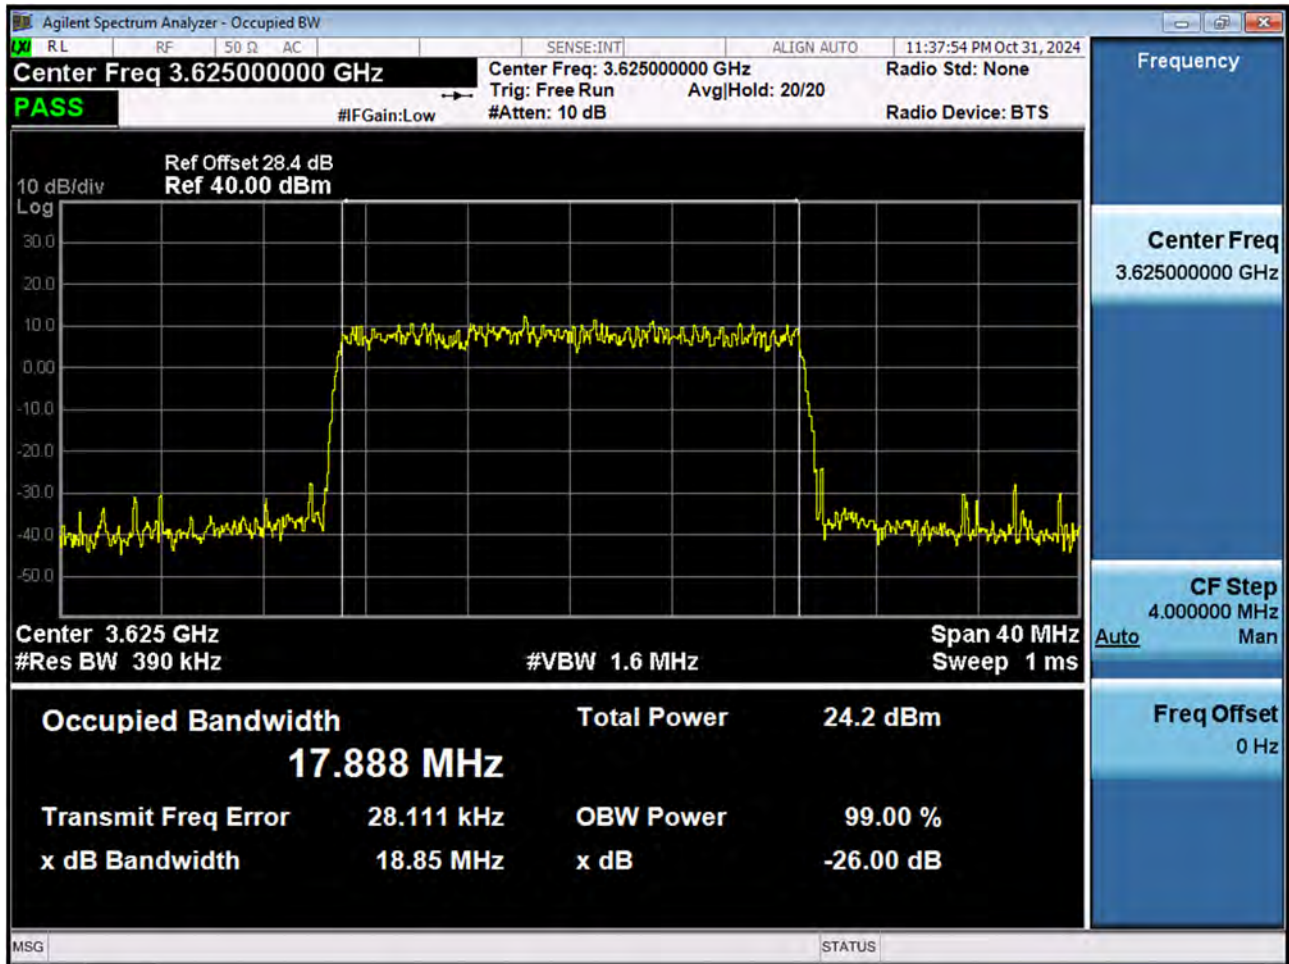 Agilent Spectrum Analyzer - Occupied BW
LXI RL RF 50 Ω AC SENSE:INT ALIGN AUTO 11:37:54 PM Oct 31, 2024
Center Freq 3.625000000 GHz
Center Freq: 3.625000000 GHz Radio Std: None
Trig: Free Run Avg|Hold: 20/20
PASS
#IFGain:Low #Atten: 10 dB Radio Device: BTS
Ref Offset 28.4 dB
10 dB/div Ref 40.00 dBm
Log
30.0
20.0
10.0
0.00
-10.0
-20.0
-30.0
-40.0
-50.0
Center 3.625 GHz Span 40 MHz
#Res BW 390 kHz #VBW 1.6 MHz Sweep 1 ms
Occupied Bandwidth Total Power 24.2 dBm
17.888 MHz
Transmit Freq Error 28.111 kHz OBW Power 99.00 %
x dB Bandwidth 18.85 MHz x dB -26.00 dB
MSG STATUS
Frequency
Center Freq
3.625000000 GHz
CF Step
4.000000 MHz
Auto Man
Freq Offset
0 Hz